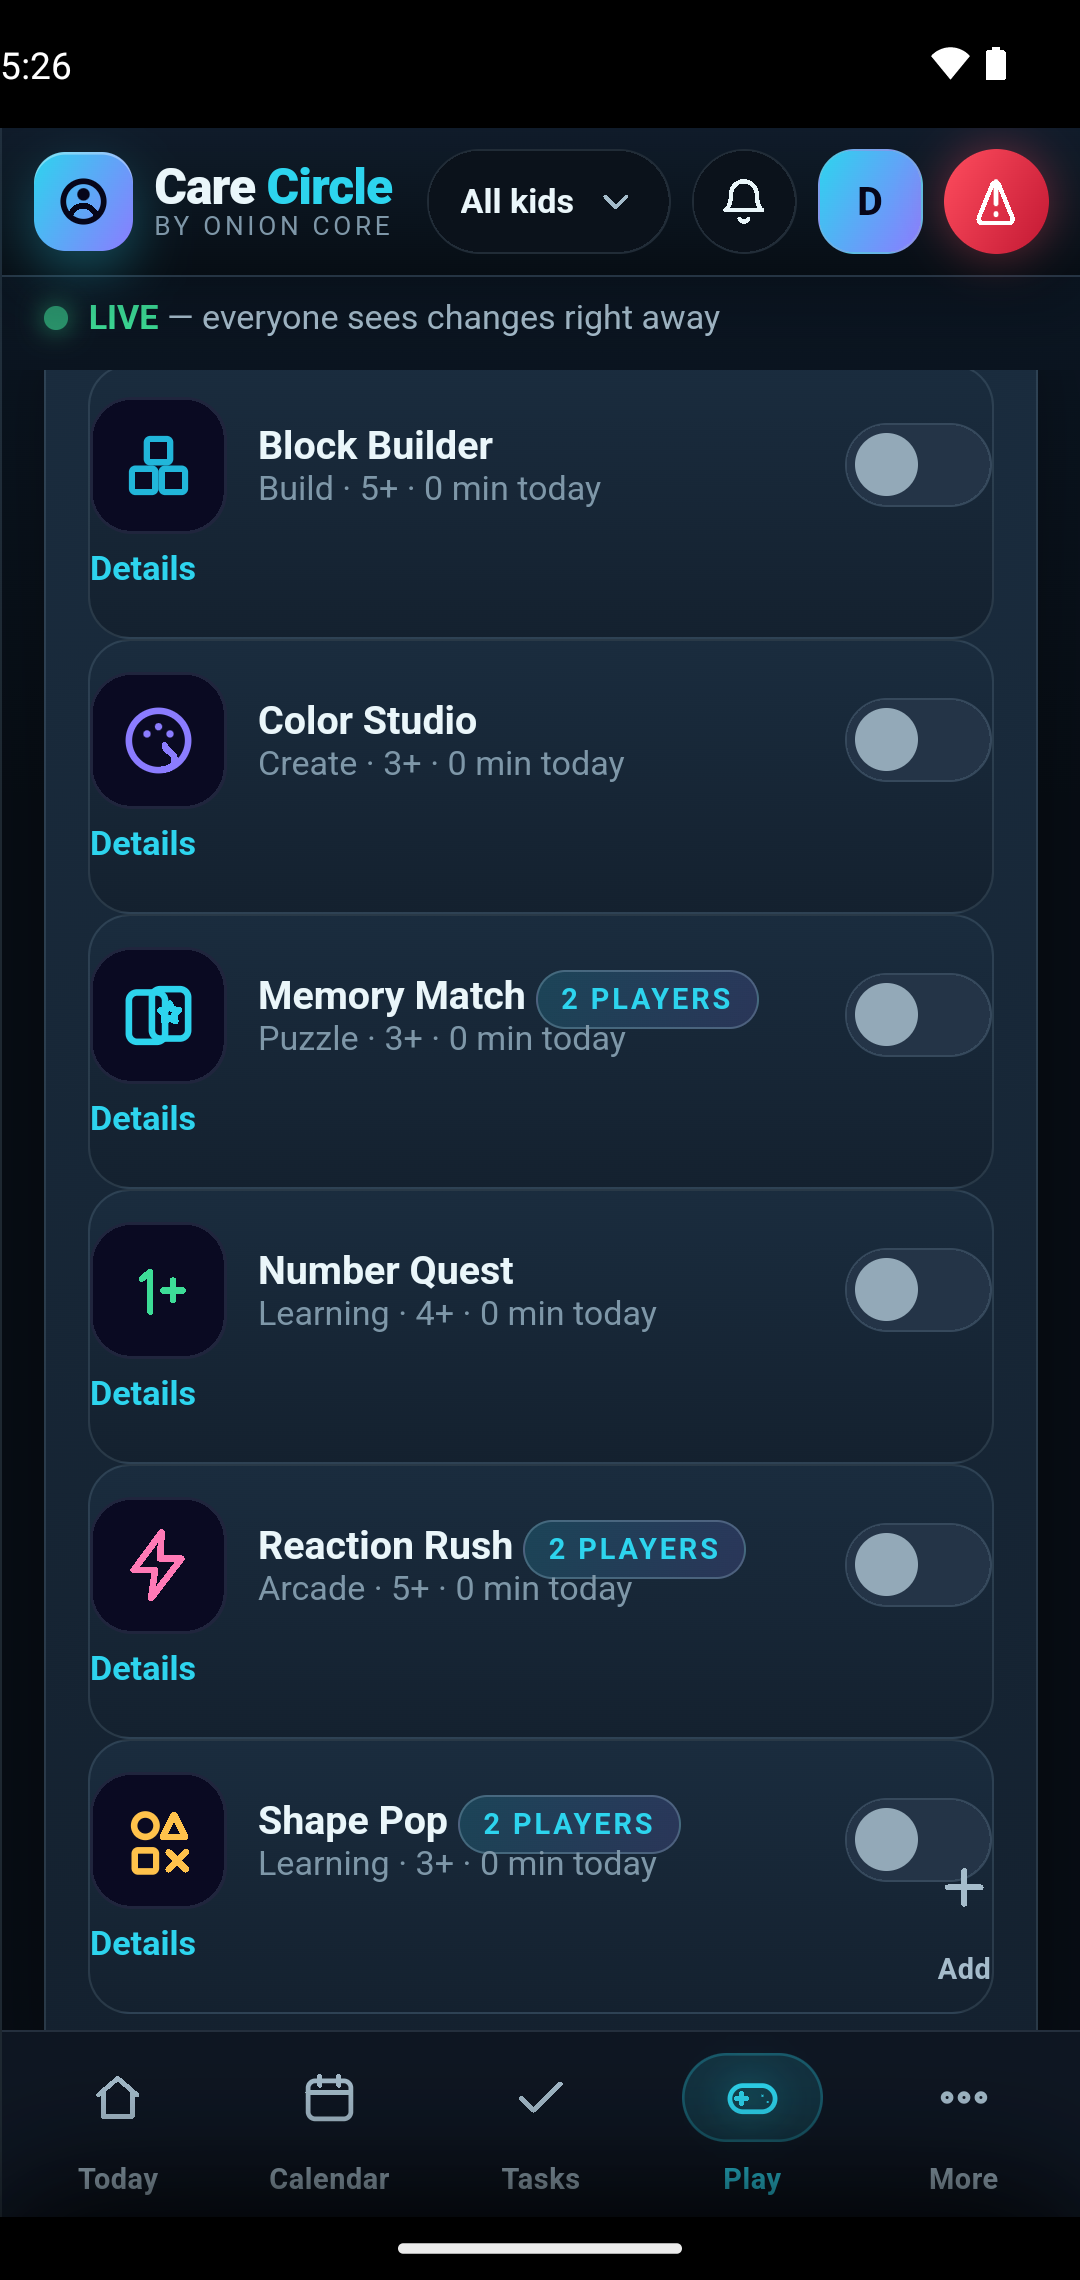 5:26
Care Circle
BY ONION CORE
All kids
D
LIVE — everyone sees changes right away
Block Builder
Build · 5+ · 0 min today
Details
Color Studio
Create · 3+ · 0 min today
Details
Memory Match 2 PLAYERS
Puzzle · 3+ · 0 min today
Details
1+
Number Quest
Learning · 4+ · 0 min today
Details
Reaction Rush 2 PLAYERS
Arcade · 5+ · 0 min today
Details
Shape Pop 2 PLAYERS
Learning · 3+ · 0 min today
Details
Add
Today
Calendar
Tasks
Play
More